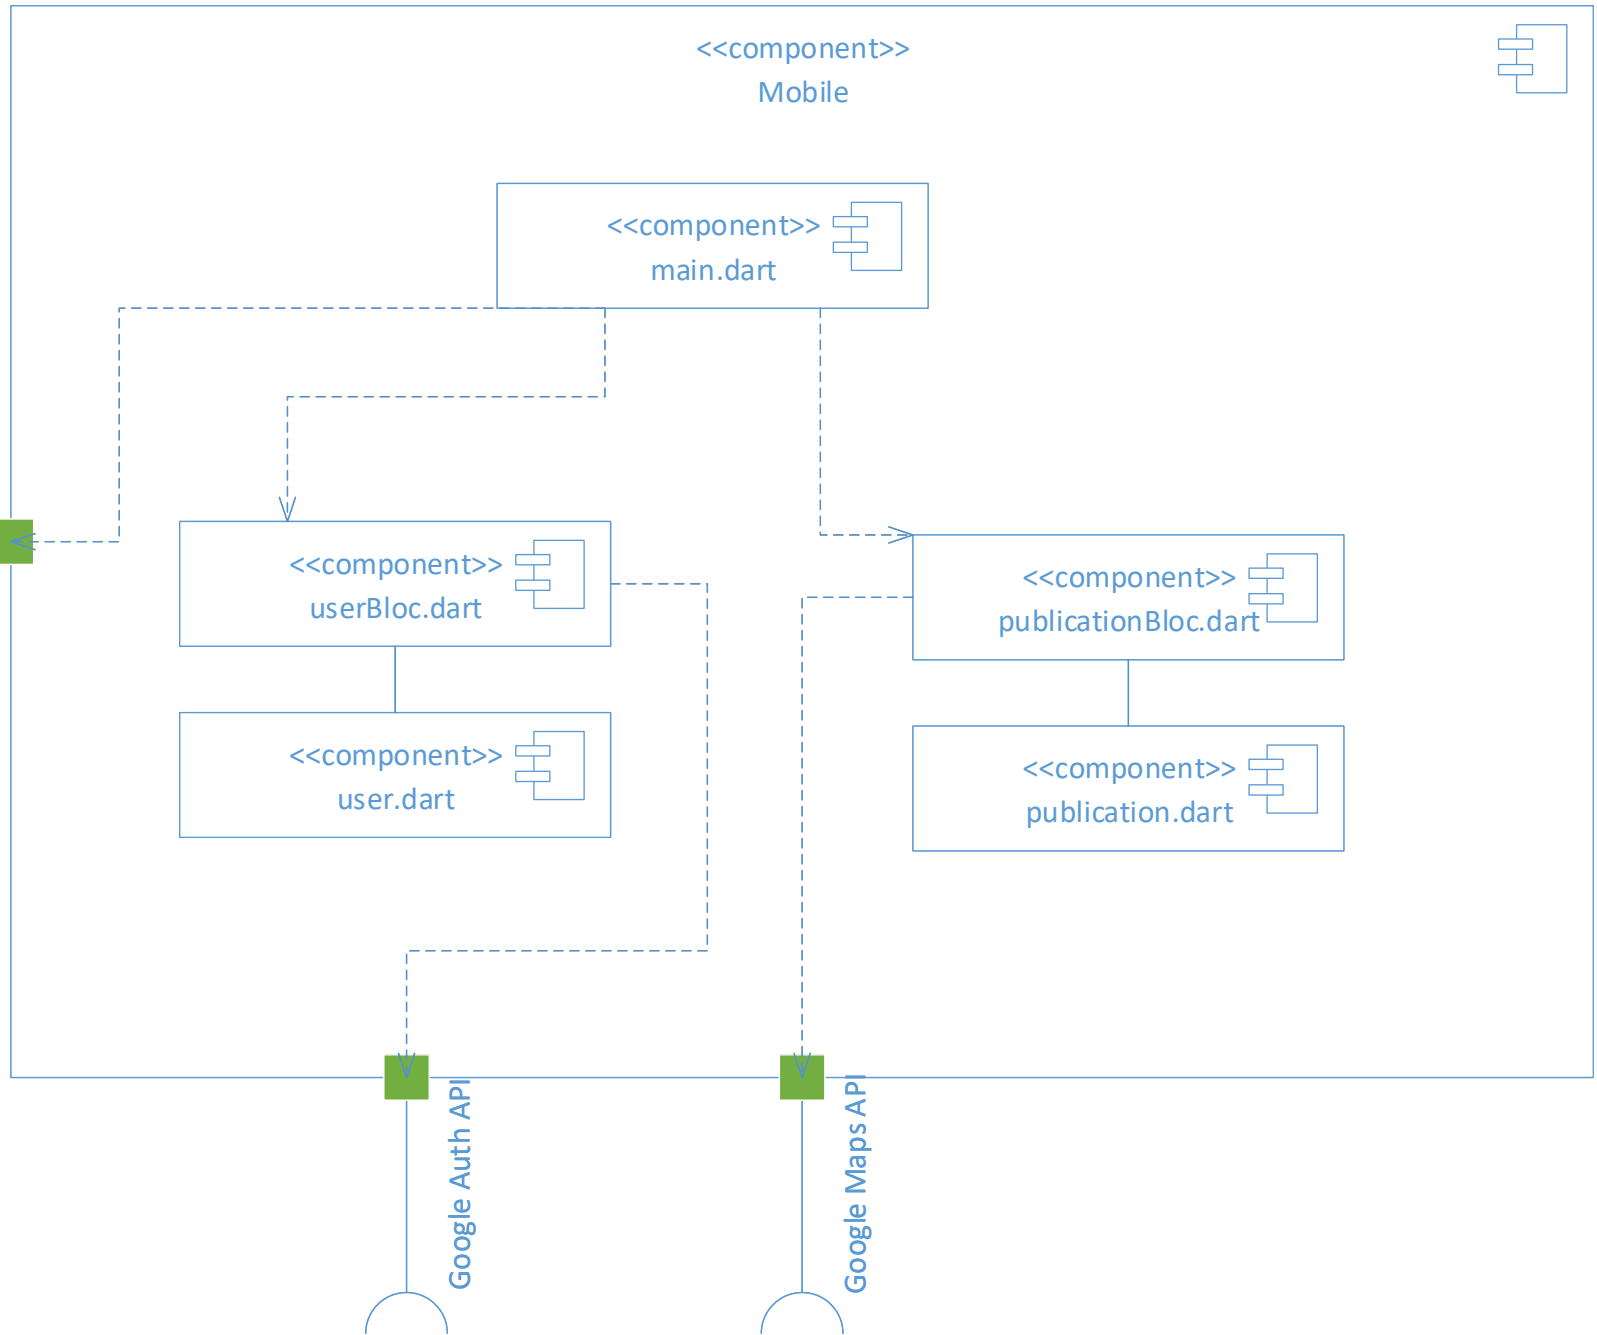 <<component>>
Mobile
<<component>>
main.dart
<<component>>
userBloc.dart
<<component>>
publicationBloc.dart
<<component>>
user.dart
<<component>>
publication.dart
Google Auth API
Google Maps API